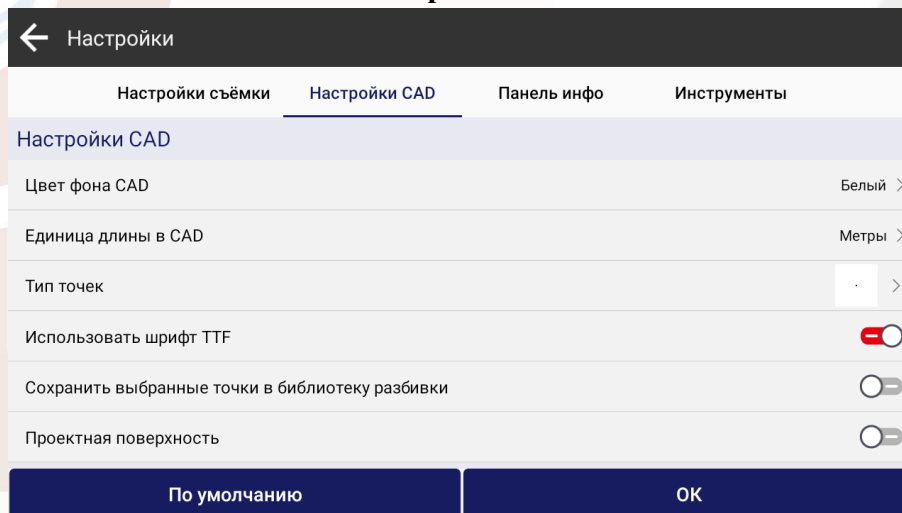 Настройки
Настройки съёмки Настройки CAD Панель инфо Инструменты
Настройки CAD
Цвет фона CAD Белый
Единица длины в CAD Метры
Тип точек
Использовать шрифт TTF
Сохранить выбранные точки в библиотеку разбивки
Проектная поверхность
По умолчанию ОК